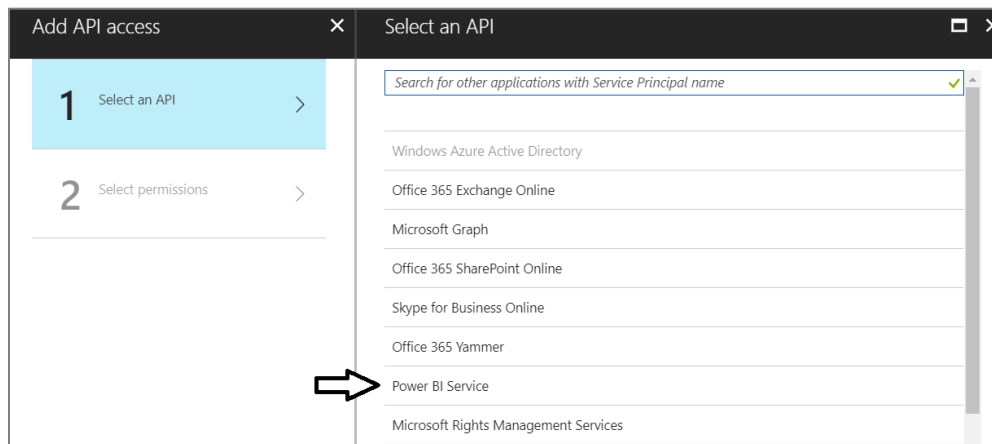 Add API access
1 Select an API
2 Select permissions
Select an API
Search for other applications with Service Principal name
Windows Azure Active Directory
Office 365 Exchange Online
Microsoft Graph
Office 365 SharePoint Online
Skype for Business Online
Office 365 Yammer
Power BI Service
Microsoft Rights Management Services